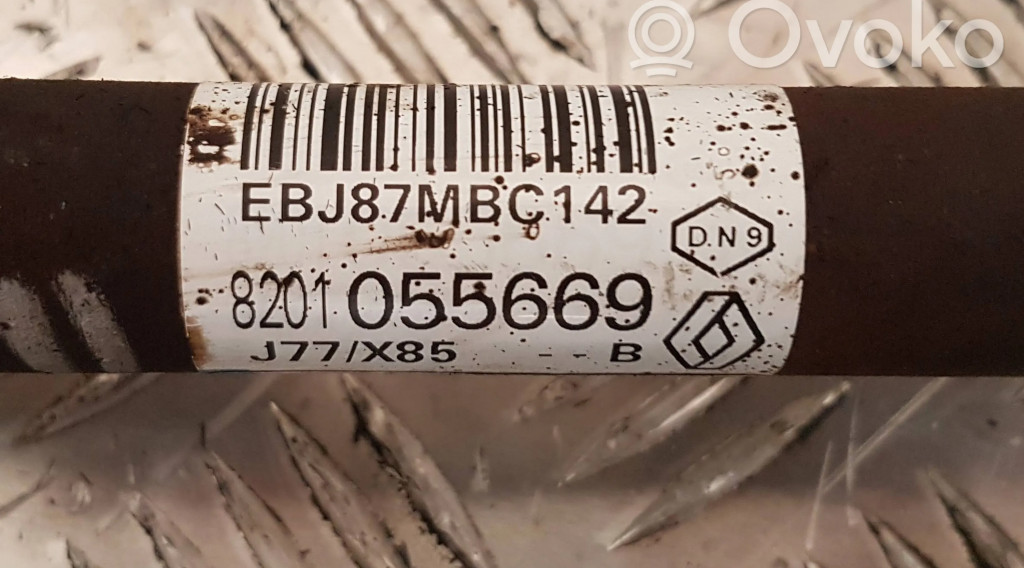 Ovoko
EBJ87MBC142
D.N 9
8201 055669
J77/X85 -- B